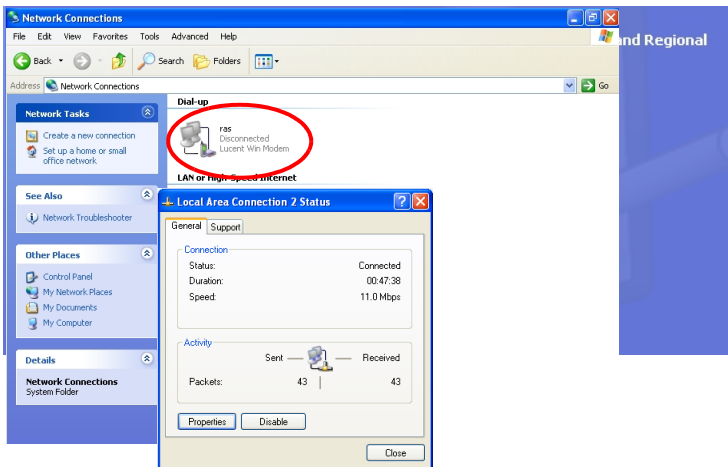 Network Connections
File Edit View Favorites Tools Advanced Help
and Regional
Back Search Folders
Address Network Connections Go
Network Tasks
Create a new connection
Set up a home or small
office network
See Also
Network Troubleshooter
Other Places
Control Panel
My Network Places
My Documents
My Computer
Details
Network Connections
System Folder
Dial-up
ras
Disconnected
Lucent Win Modem
LAN or High-Speed Internet
Local Area Connection 2 Status
General Support
Connection
Status: Connected
Duration: 00:47:38
Speed: 11.0 Mbps
Activity
Sent — — Received
Packets: 43 | 43
Properties Disable
Close